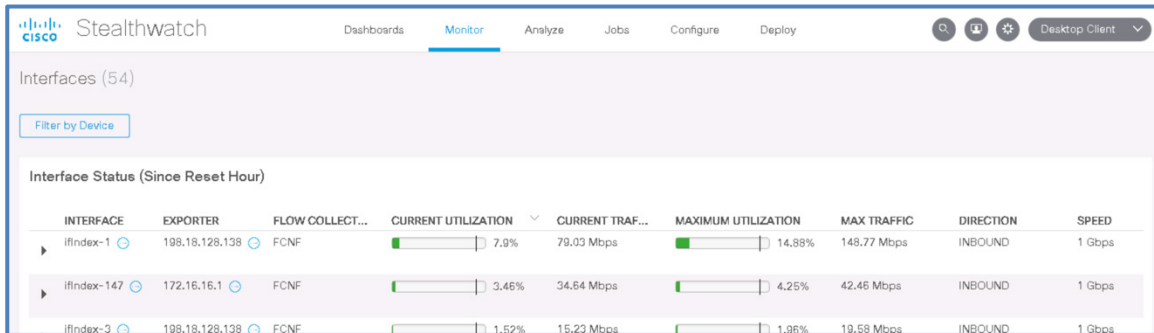 cisco Stealthwatch Dashboards Monitor Analyze Jobs Configure Deploy Desktop Client
Interfaces (54)
Filter by Device
Interface Status (Since Reset Hour)
INTERFACE EXPORTER FLOW COLLECT... CURRENT UTILIZATION CURRENT TRAF... MAXIMUM UTILIZATION MAX TRAFFIC DIRECTION SPEED
ifIndex-1 198.18.128.138 FCNF 7.9% 79.03 Mbps 14.88% 148.77 Mbps INBOUND 1 Gbps
ifIndex-147 172.16.16.1 FCNF 3.46% 34.64 Mbps 4.25% 42.46 Mbps INBOUND 1 Gbps
ifIndex-3 198.18.128.138 FCNF 1.52% 15.23 Mbps 1.96% 19.58 Mbps INBOUND 1 Gbps